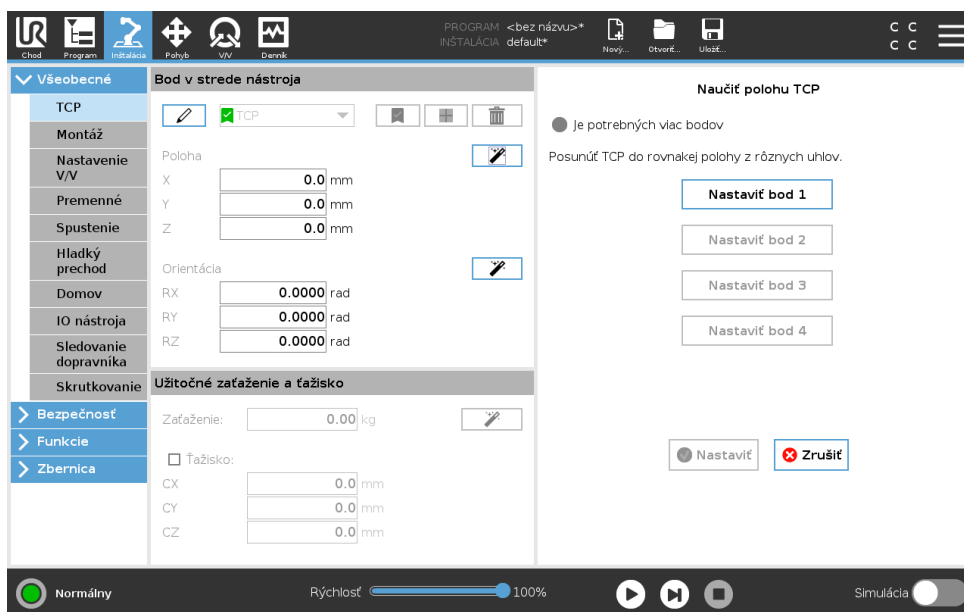 Chod
Program
Inštalácia
Pohyb
V/V
Denník
PROGRAM <bez názvu>*
INŠTALÁCIA default*
Nový...
Otvoriť...
Uložiť...
C C
C C
Všeobecné
TCP
Montáž
Nastavenie
V/V
Premenné
Spustenie
Hladký
prechod
Domov
IO nástroja
Sledovanie
dopravníka
Skrutkovanie
Bezpečnosť
Funkcie
Zbernica
Bod v strede nástroja
TCP
Poloha
X 0.0 mm
Y 0.0 mm
Z 0.0 mm
Orientácia
RX 0.0000 rad
RY 0.0000 rad
RZ 0.0000 rad
Užitočné zaťaženie a ťažisko
Zaťaženie: 0.00 kg
Ťažisko:
CX 0.0 mm
CY 0.0 mm
CZ 0.0 mm
Naučiť polohu TCP
Je potrebných viac bodov
Posunúť TCP do rovnakej polohy z rôznych uhlov.
Nastaviť bod 1
Nastaviť bod 2
Nastaviť bod 3
Nastaviť bod 4
Nastaviť
Zrušiť
Normálny
Rýchlosť 100%
Simulácia